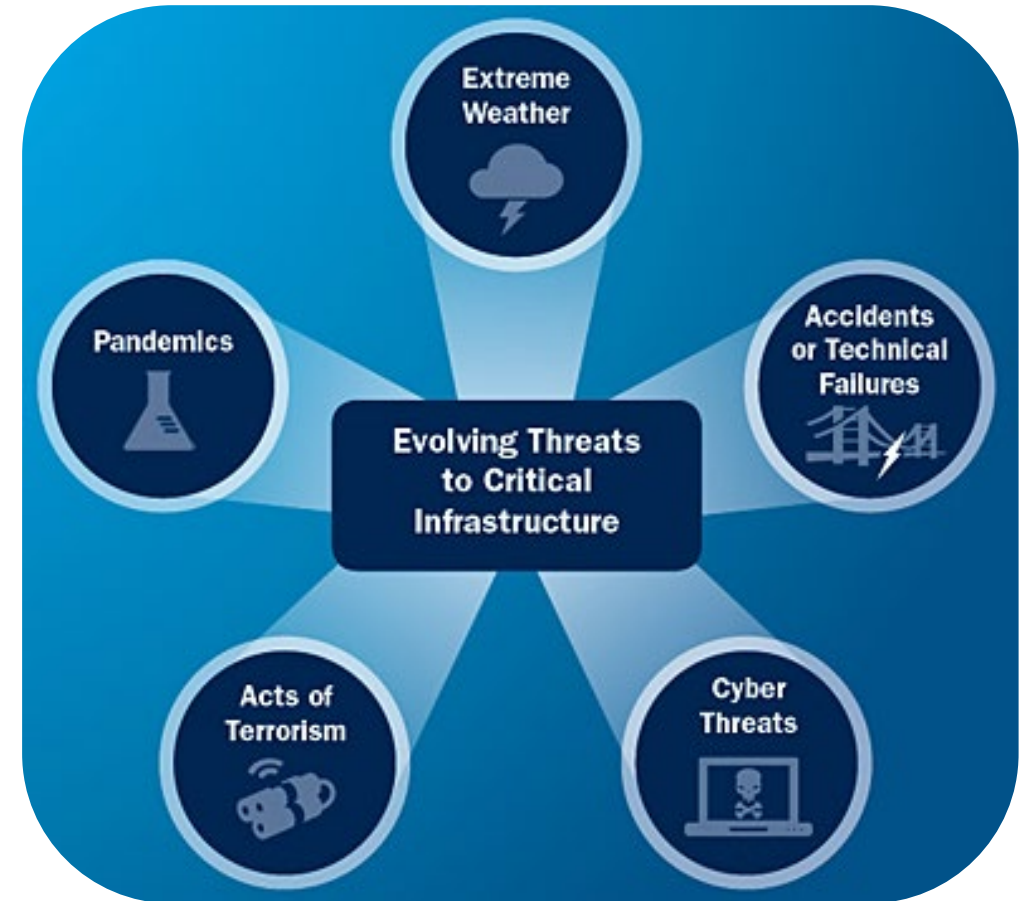 Extreme
Weather
Pandemics
Accidents
or Technical
Failures
Evolving Threats
to Critical
Infrastructure
Acts of
Terrorism
Cyber
Threats